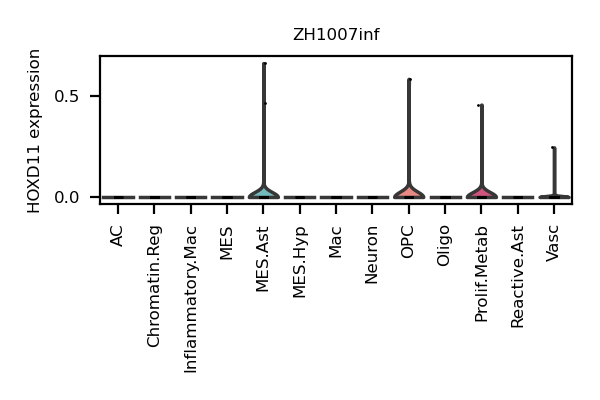 ZH1007inf
HOXD11 expression
0.5
0.0
AC
Chromatin.Reg
Inflammatory.Mac
MES
MES.Ast
MES.Hyp
Mac
Neuron
OPC
Oligo
Prolif.Metab
Reactive.Ast
Vasc